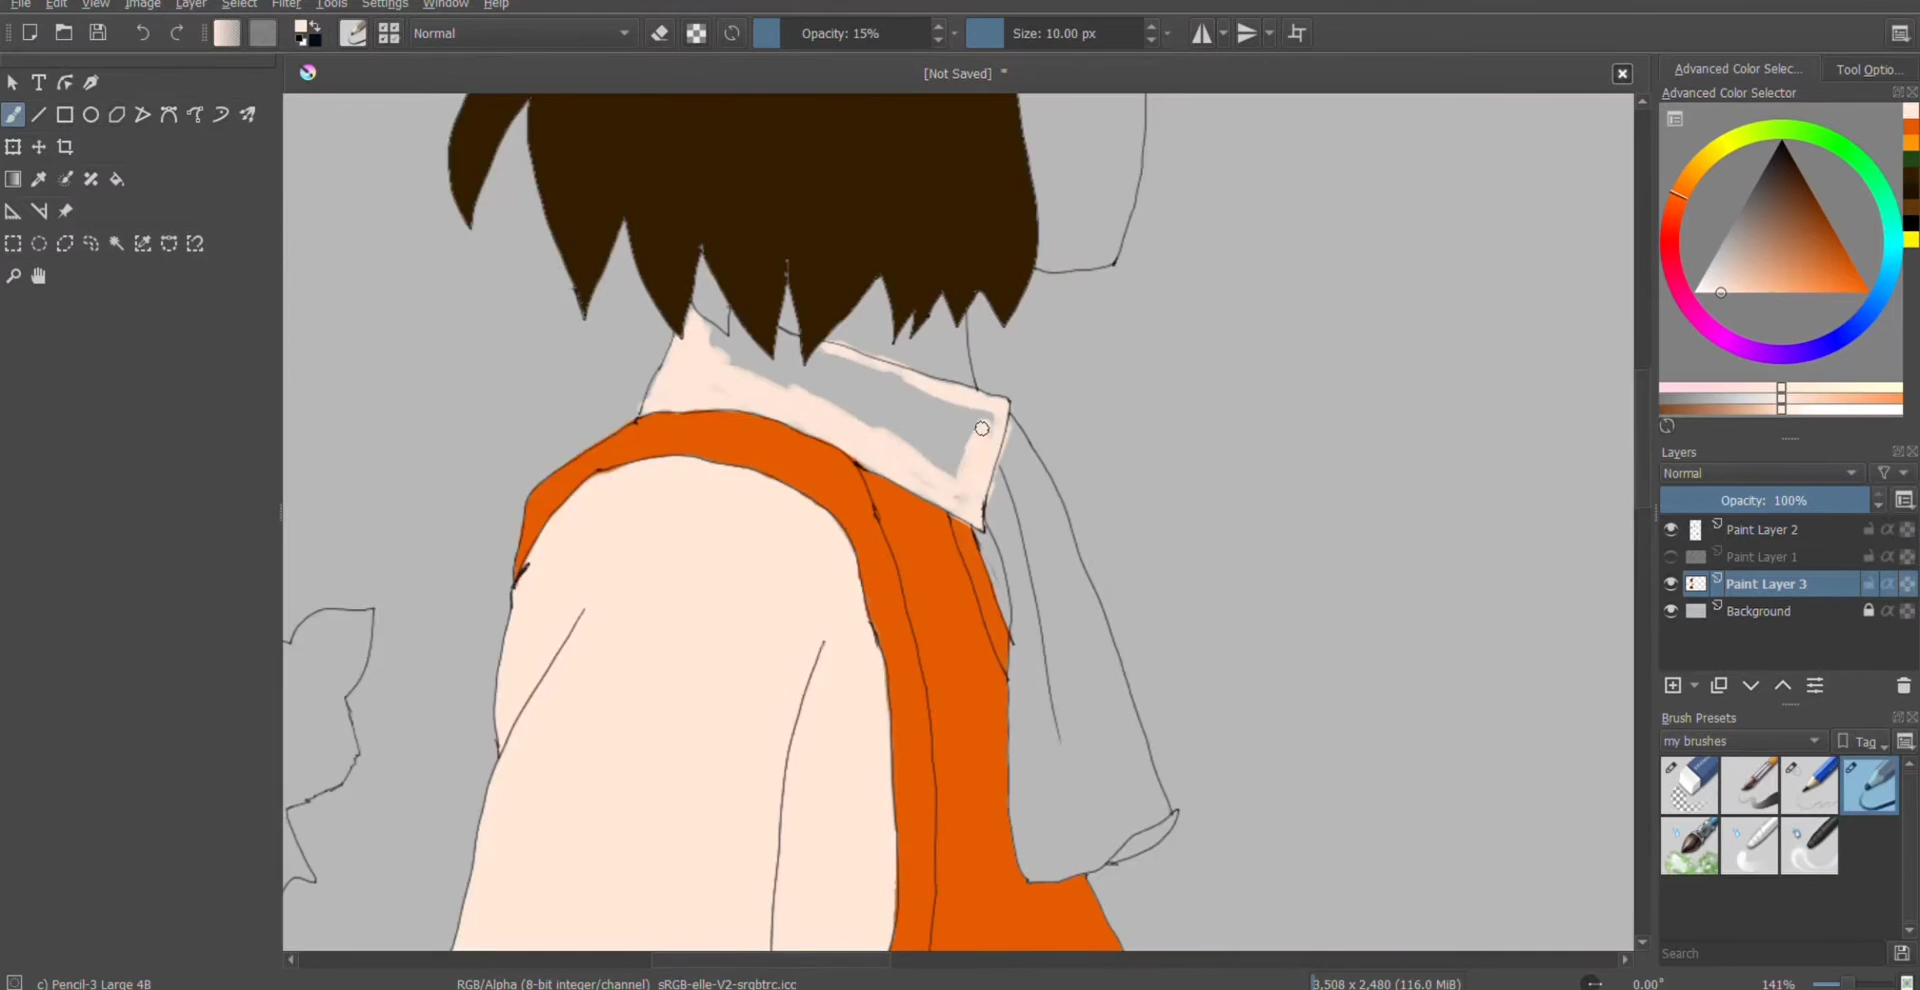 File Edit View Image Layer Select Filter Tools Settings Window Help
Normal Opacity: 15% Size: 10.00 px
[Not Saved] *
Advanced Color Selec... Tool Optio...
Advanced Color Selector
Layers
Normal
Opacity: 100%
Paint Layer 2
Paint Layer 1
Paint Layer 3
Background
Brush Presets
my brushes Tag
Search
c) Pencil-3 Large 4B RGB/Alpha (8-bit integer/channel) sRGB-elle-V2-srgbtrc.icc 3,508 x 2,480 (116.0 MiB) 0.00° 141%